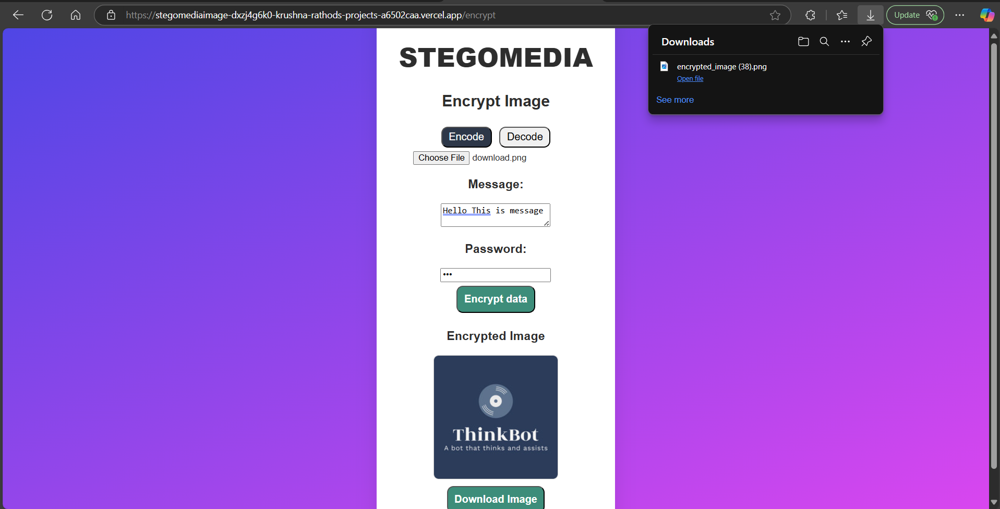 https://stegomediaimage-dxzj4g6k0-krushna-rathods-projects-a6502caa.vercel.app/encrypt
Update
Downloads
encrypted_image (38).png
Open file
See more
STEGOMEDIA
Encrypt Image
Encode Decode
Choose File download.png
Message:
Hello This is message
Password:
•••
Encrypt data
Encrypted Image
ThinkBot
A bot that thinks and assists
Download Image